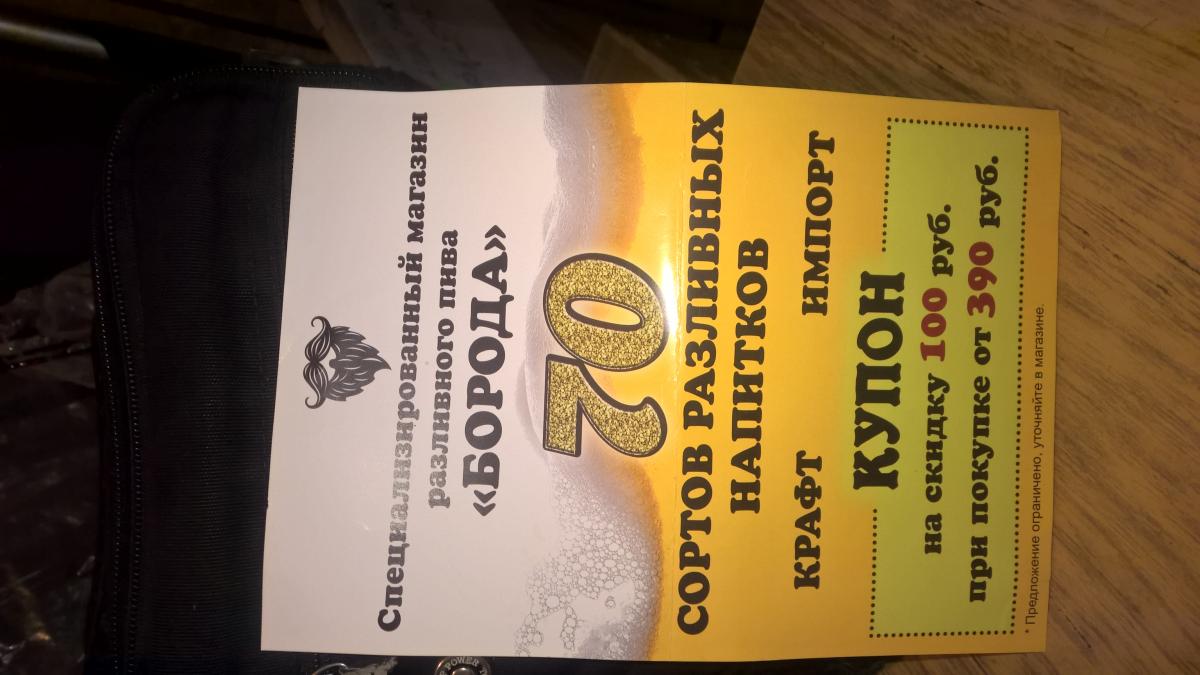 Специализированный магазин
разливного пива
«БОРОДА»
70
СОРТОВ РАЗЛИВНЫХ
НАПИТКОВ
КРАФТ ИМПОРТ
КУПОН
на скидку 100 руб.
при покупке от 390 руб.
* Предложение ограничено, уточняйте в магазине.
POWER